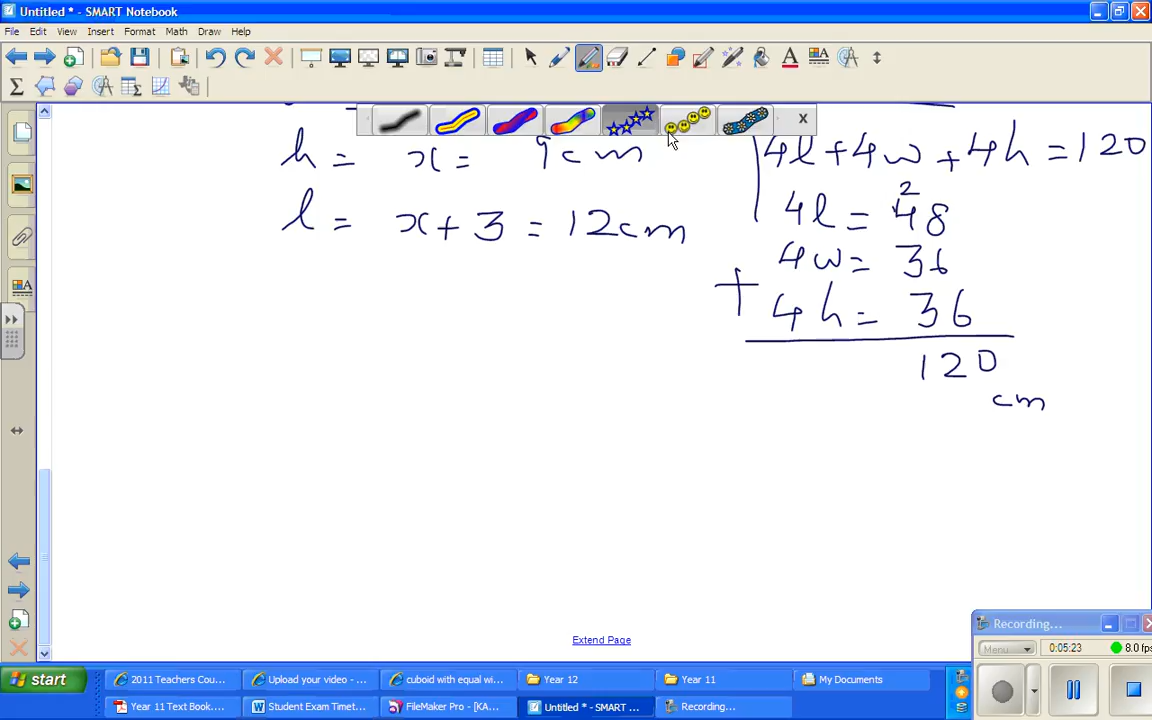 Untitled * - SMART Notebook
File Edit View Insert Format Math Draw Help
h = x = 9cm
l = x + 3 = 12cm
4l + 4w + 4h = 120
2
4l = 48
4w = 36
+ 4h = 36
120
cm
Extend Page
Recording...
Menu 0:05:23 8.0 fps
start
2011 Teachers Cou...
Upload your video - ...
cuboid with equal wi...
Year 12
Year 11
My Documents
Year 11 Text Book....
Student Exam Timet...
FileMaker Pro - [KA...
Untitled * - SMART ...
Recording...